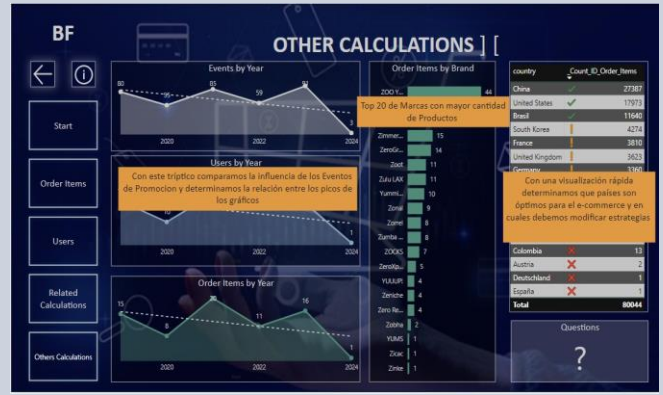 BF
OTHER CALCULATIONS ] [
Start
Order Items
Users
Related
Calculations
Others Calculations
Events by Year
80
85
59
3
2020
2022
2024
Users by Year
Con este tríptico comparamos la influencia de los Eventos
de Promocion y determinamos la relación entre los picos de
los gráficos
1
2020
2022
2024
Order Items by Year
15
8
11
16
1
2020
2022
2024
Order Items by Brand
ZOO Y... 44
Top 20 de Marcas con mayor cantidad
de Productos
Zimmer... 15
ZeroGr... 14
Zoot 11
Zulu LAX 11
Yummi... 10
Zonal 9
Zomei 8
Zumba ... 8
ZOCKS 7
ZeroXp... 5
YUUUP! 4
Zeniche 4
Zero Re... 4
Zobha 2
YUMS 1
Zicac 1
Zinke 1
country Count_ID_Order_Items
China 27387
United States 17973
Brasil 11640
South Korea 4274
France 3810
United Kingdom 3623
Germany 3360
Con una visualización rápida
determinamos que países son
óptimos para el e-commerce y en
cuales debemos modificar estrategias
Colombia 13
Austria 2
Deutschland 1
España 1
Total 80044
Questions
?